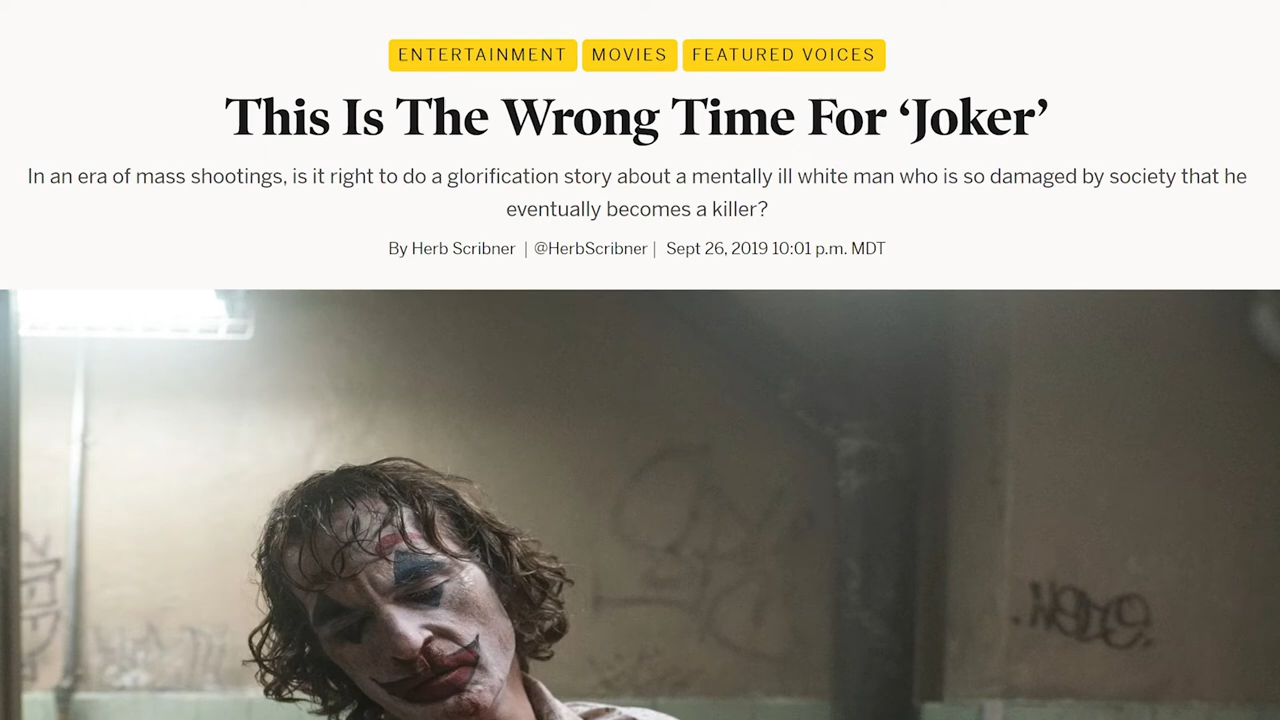 ENTERTAINMENT MOVIES FEATURED VOICES
This Is The Wrong Time For ‘Joker’
In an era of mass shootings, is it right to do a glorification story about a mentally ill white man who is so damaged by society that he
eventually becomes a killer?
By Herb Scribner | @HerbScribner | Sept 26, 2019 10:01 p.m. MDT